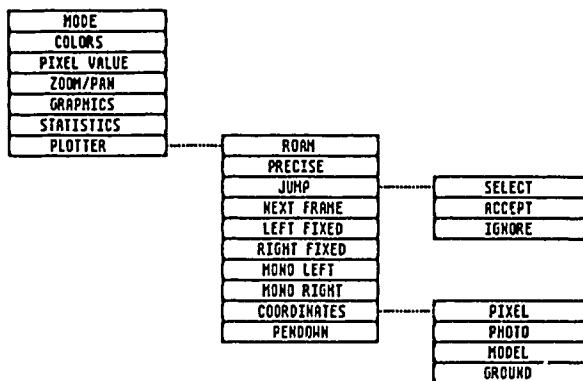 MODE
COLORS
PIXEL VALUE
ZOOM/PAN
GRAPHICS
STATISTICS
PLOTTER
ROAM
PRECISE
JUMP
NEXT FRAME
LEFT FIXED
RIGHT FIXED
MONO LEFT
MONO RIGHT
COORDINATES
PENDOWN
SELECT
ACCEPT
IGNORE
PIXEL
PHOTO
MODEL
GROUND